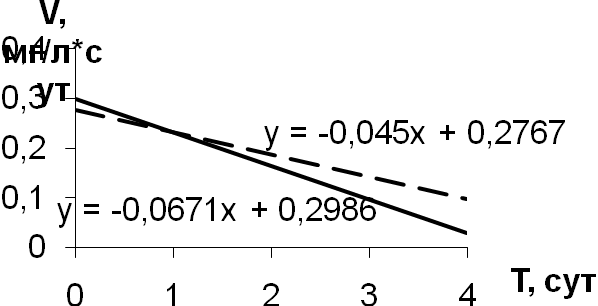 V,
мг/л*с
ут
0,4
0,3
0,2
0,1
0
y = -0,045x + 0,2767
y = -0,0671x + 0,2986
0 1 2 3 4
T, сут